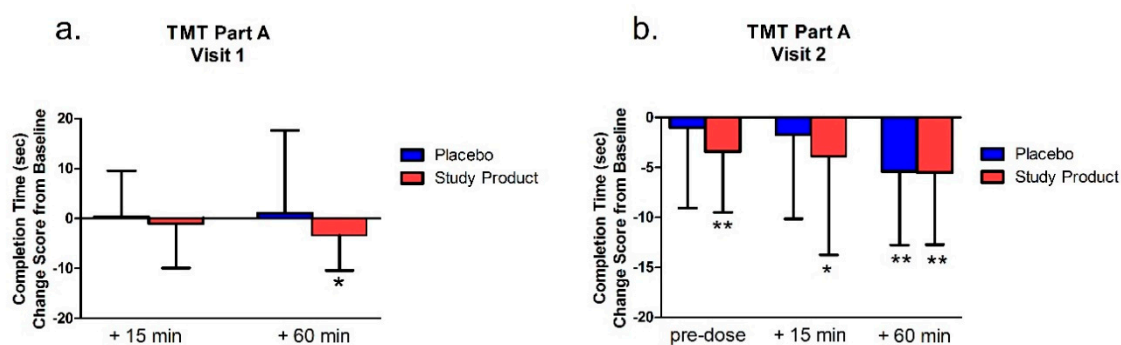 a.
TMT Part A
Visit 1
Completion Time (sec)
Change Score from Baseline
20
10
0
-10
-20
+ 15 min
+ 60 min
*
Placebo
Study Product
b.
TMT Part A
Visit 2
Completion Time (sec)
Change Score from Baseline
0
-5
-10
-15
-20
**
*
**
**
pre-dose
+ 15 min
+ 60 min
Placebo
Study Product